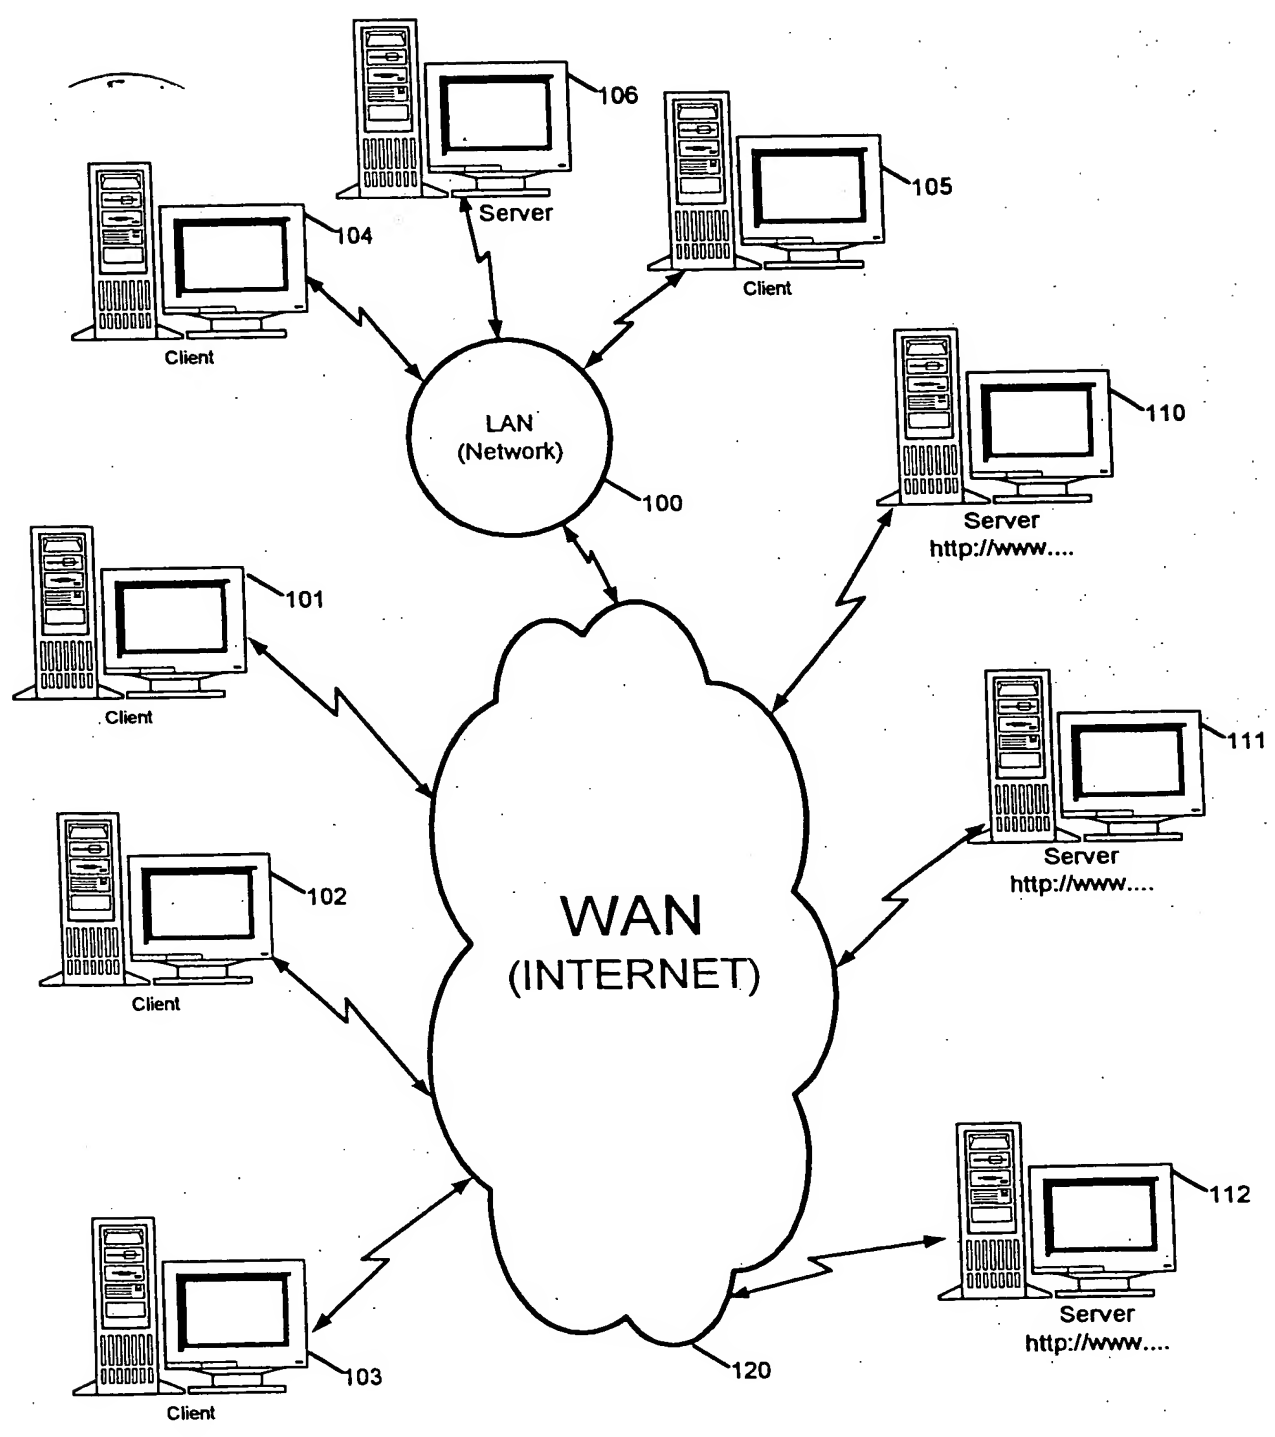 106
Server
105
Client
104
Client
LAN
(Network)
100
110
Server
http://www....
101
Client
111
Server
http://www....
102
Client
WAN
(INTERNET)
112
Server
http://www....
103
Client
120